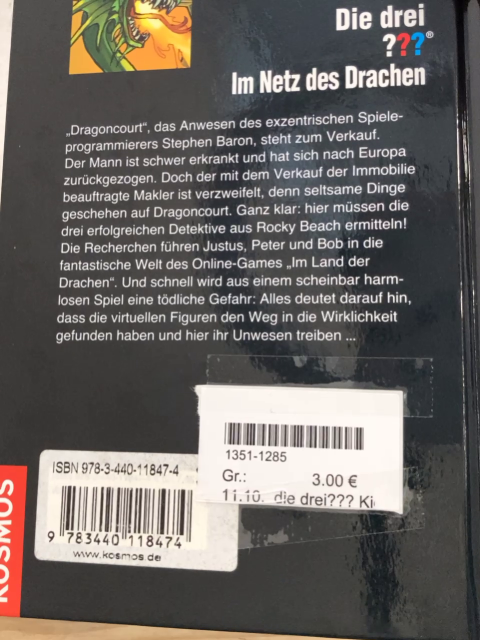 Die drei
???®
Im Netz des Drachen
„Dragoncourt", das Anwesen des exzentrischen Spiele-
programmierers Stephen Baron, steht zum Verkauf.
Der Mann ist schwer erkrankt und hat sich nach Europa
zurückgezogen. Doch der mit dem Verkauf der Immobilie
beauftragte Makler ist verzweifelt, denn seltsame Dinge
geschehen auf Dragoncourt. Ganz klar: hier müssen die
drei erfolgreichen Detektive aus Rocky Beach ermitteln!
Die Recherchen führen Justus, Peter und Bob in die
fantastische Welt des Online-Games „Im Land der
Drachen". Und schnell wird aus einem scheinbar harm-
losen Spiel eine tödliche Gefahr: Alles deutet darauf hin,
dass die virtuellen Figuren den Weg in die Wirklichkeit
gefunden haben und hier ihr Unwesen treiben ...
1351-1285
Gr.: 3.00 €
11.10. die drei??? Ki
ISBN 978-3-440-11847-4
9 783440 118474
www.kosmos.de
KOSMOS